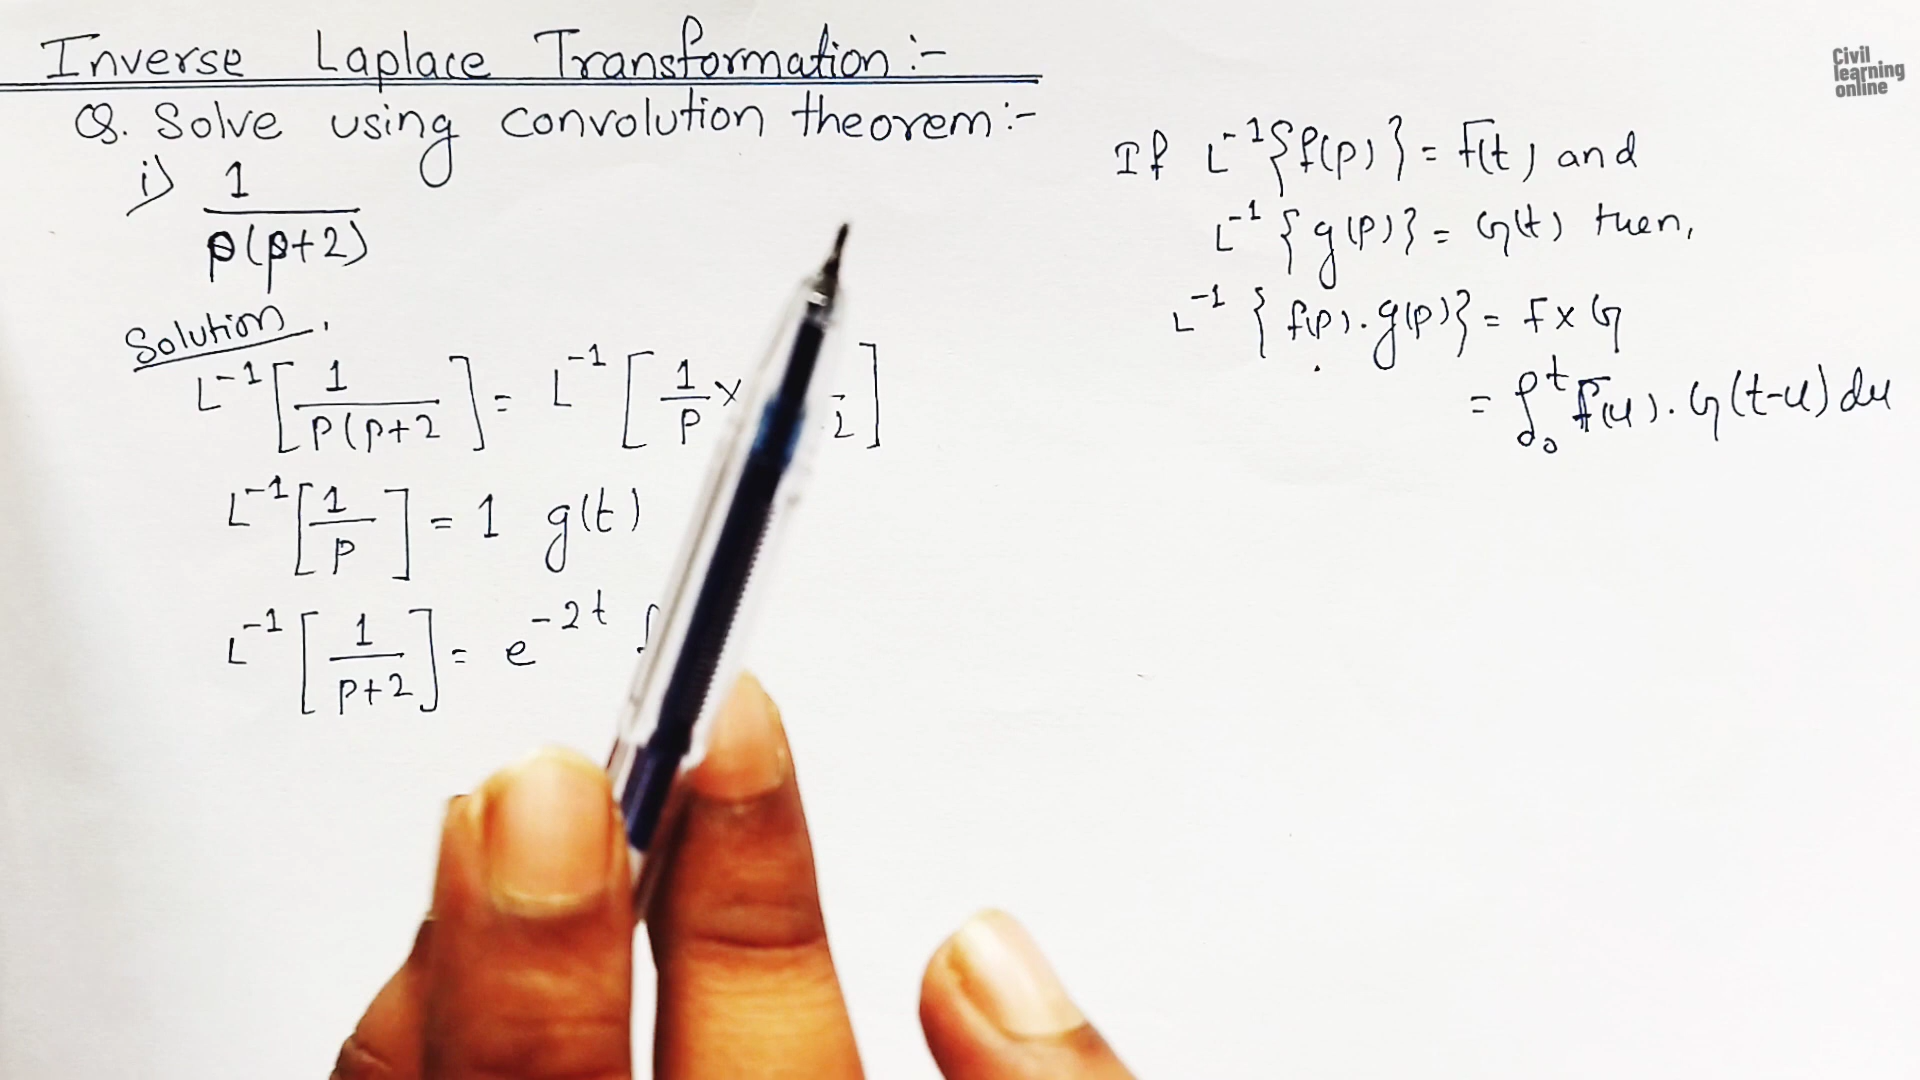 Inverse Laplace Transformation :-
Q. Solve using convolution theorem :-
i) 1
p(p+2)
Solution,
L⁻¹[1/P(p+2] = L⁻¹[1/P × 2]
L⁻¹[1/P] = 1 g(t)
L⁻¹[1/p+2] = e⁻²ᵗ f
If L⁻¹{f(p)} = F(t) and
L⁻¹{g(p)} = G(t) then,
L⁻¹{f(p).g(p)} = F × G
= ∫₀ᵗ F(u). G(t-u) du
Civil
learning
online